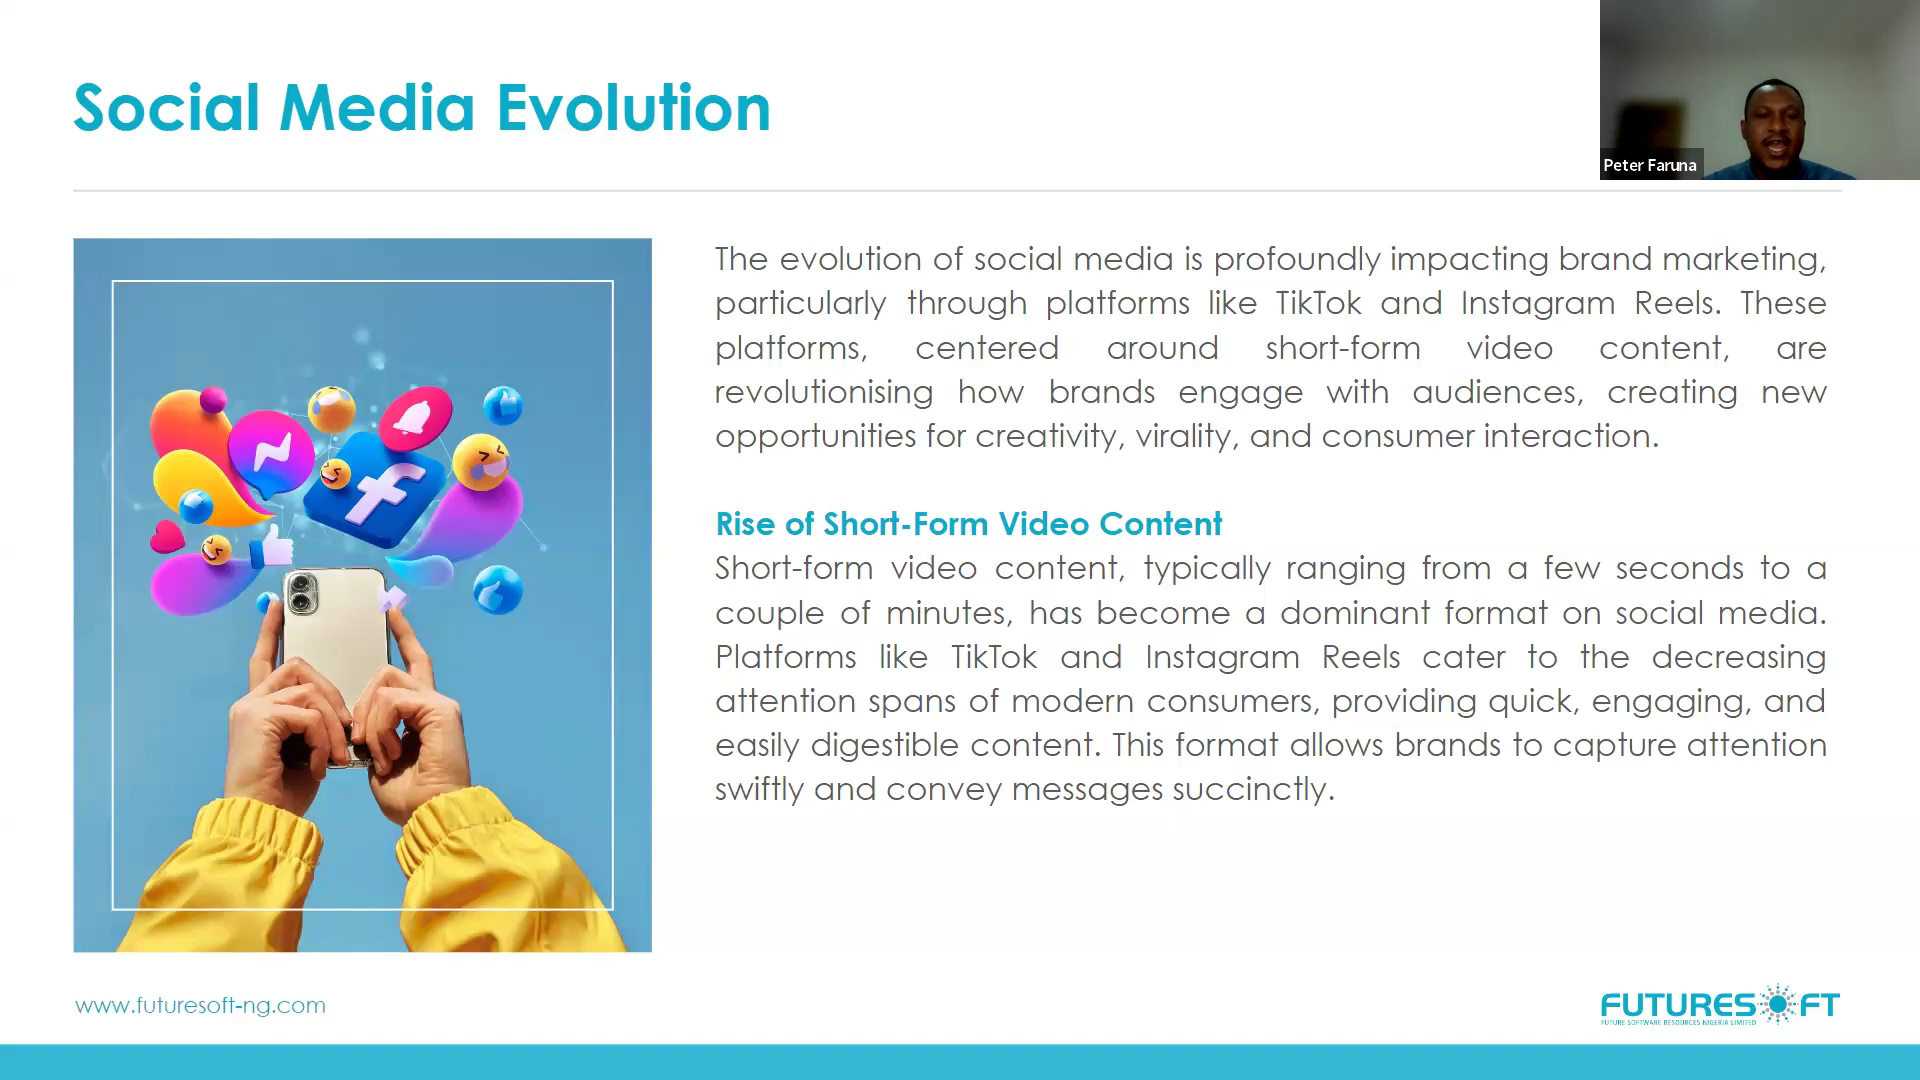 Social Media Evolution
Peter Faruna
The evolution of social media is profoundly impacting brand marketing,
particularly through platforms like TikTok and Instagram Reels. These
platforms, centered around short-form video content, are
revolutionising how brands engage with audiences, creating new
opportunities for creativity, virality, and consumer interaction.
Rise of Short-Form Video Content
Short-form video content, typically ranging from a few seconds to a
couple of minutes, has become a dominant format on social media.
Platforms like TikTok and Instagram Reels cater to the decreasing
attention spans of modern consumers, providing quick, engaging, and
easily digestible content. This format allows brands to capture attention
swiftly and convey messages succinctly.
www.futuresoft-ng.com
FUTURESOFT
FUTURE SOFTWARE RESOURCES NIGERIA LIMITED